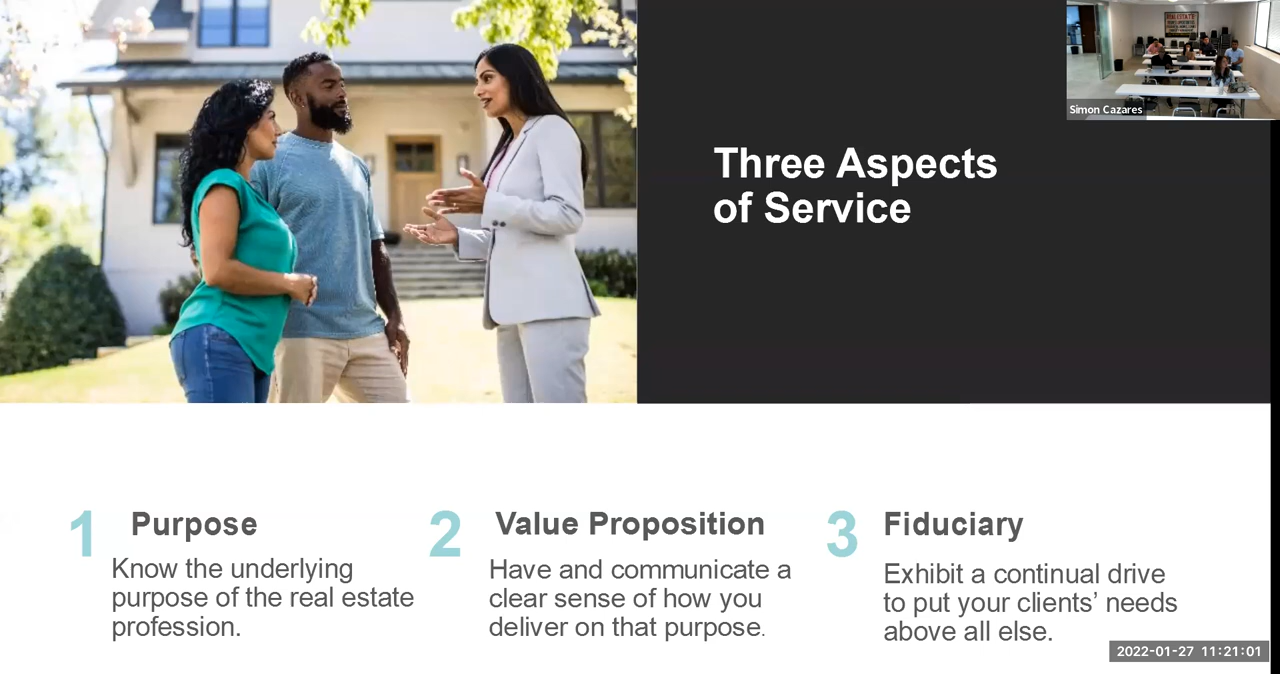 Simon Cazares
REAL ESTATE
Three Aspects
of Service
1 Purpose
Know the underlying
purpose of the real estate
profession.
2 Value Proposition
Have and communicate a
clear sense of how you
deliver on that purpose.
3 Fiduciary
Exhibit a continual drive
to put your clients’ needs
above all else.
2022-01-27 11:21:01